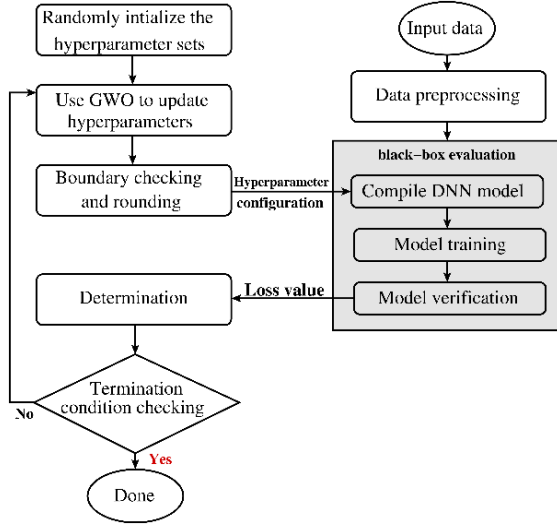 Randomly intialize the
hyperparameter sets
Use GWO to update
hyperparameters
Boundary checking
and rounding
Hyperparameter
configuration
Input data
Data preprocessing
black-box evaluation
Compile DNN model
Model training
Model verification
Loss value
Determination
Termination
condition checking
No
Yes
Done